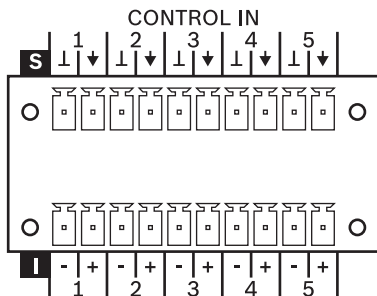 CONTROL IN
1 2 3 4 5
S ⊥ ↓ ⊥ ↓ ⊥ ↓ ⊥ ↓ ⊥ ↓
I - + - + - + - + - +
1 2 3 4 5